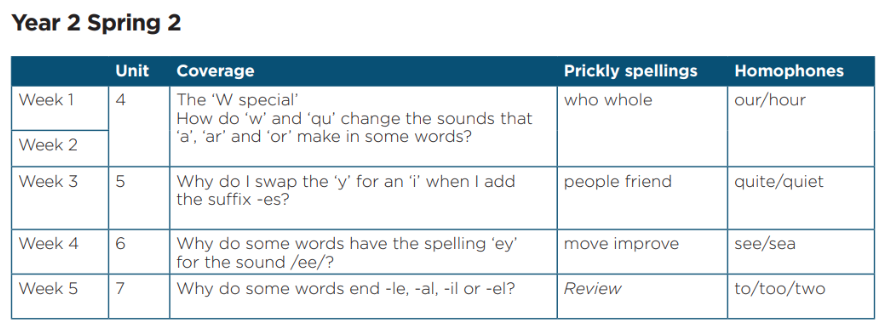 Year 2 Spring 2
Unit Coverage Prickly spellings Homophones
Week 1 4 The ‘W special’ who whole our/hour
How do ‘w’ and ‘qu’ change the sounds that
‘a’, ‘ar’ and ‘or’ make in some words?
Week 2
Week 3 5 Why do I swap the ‘y’ for an ‘i’ when I add people friend quite/quiet
the suffix -es?
Week 4 6 Why do some words have the spelling ‘ey’ move improve see/sea
for the sound /ee/?
Week 5 7 Why do some words end -le, -al, -il or -el? Review to/too/two